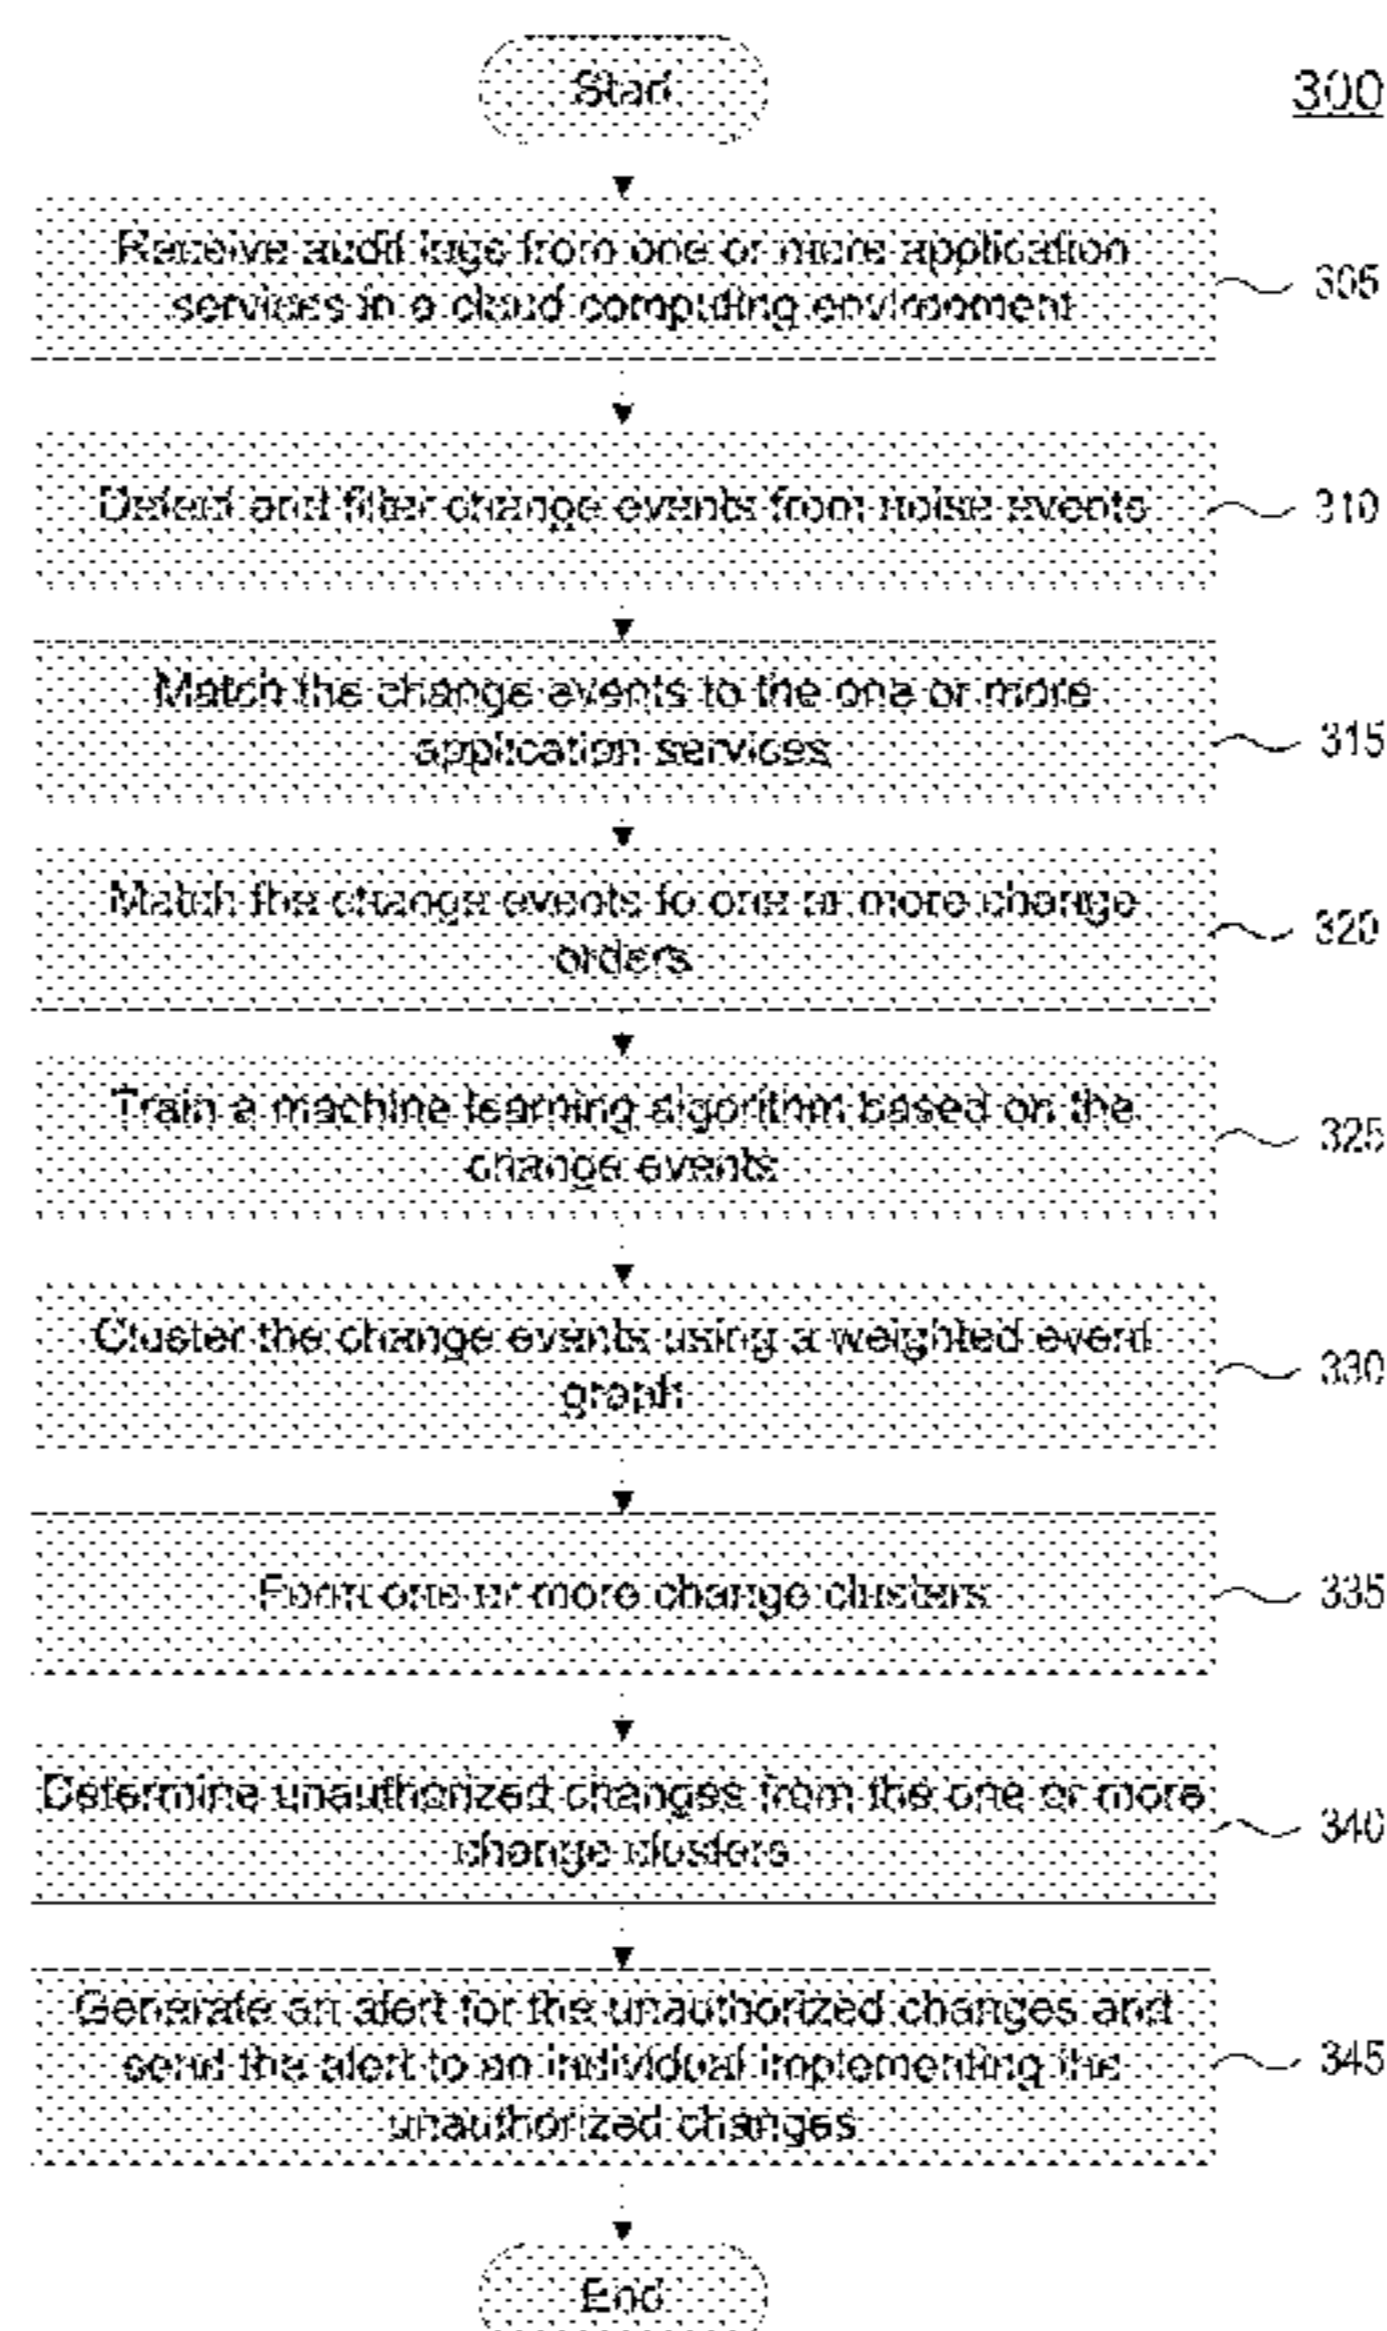 Start
300
Receive audit logs from one or more application
services in a cloud computing environment
305
Detect and filter change events from noise events
310
Match the change events to the one or more
application services
315
Match the change events to one or more change
orders
320
Train a machine learning algorithm based on the
change events
325
Cluster the change events using a weighted event
graph
330
Form one or more change clusters
335
Determine unauthorized changes from the one or more
change clusters
340
Generate an alert for the unauthorized changes and
send the alert to an individual implementing the
unauthorized changes
345
End